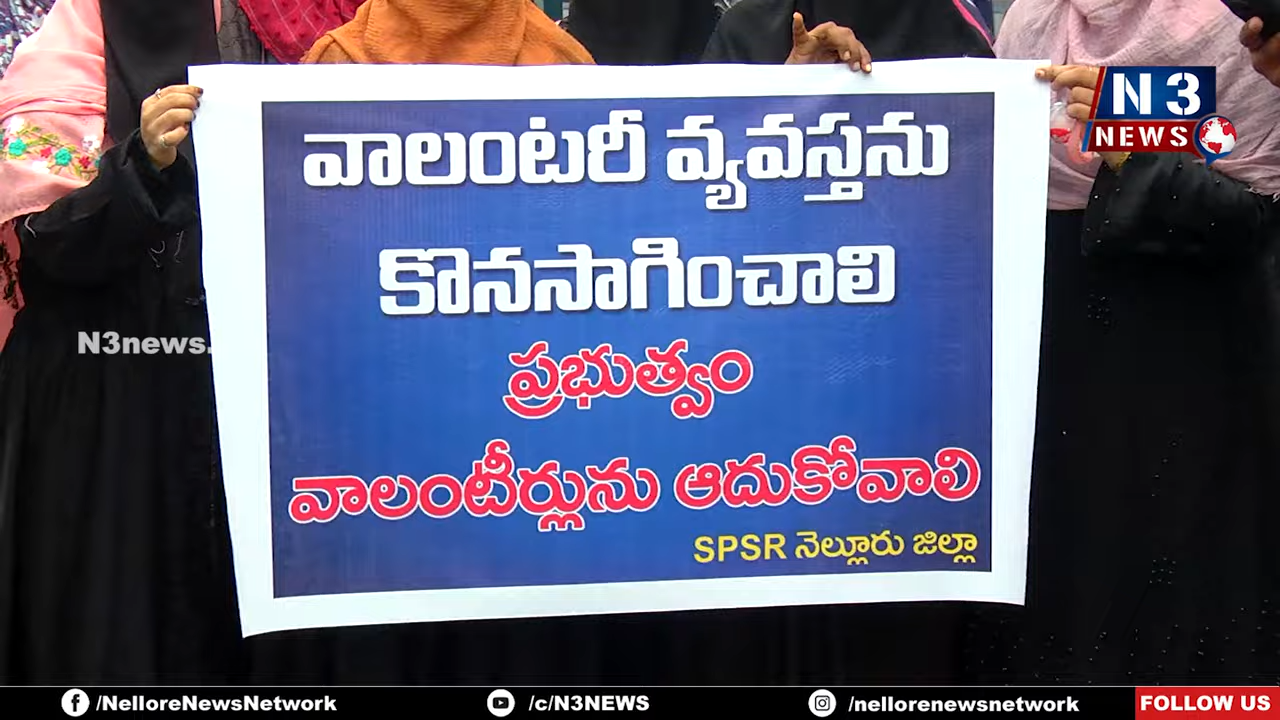 వాలంటరీ వ్యవస్తను
కొనసాగించాలి
ప్రభుత్వం
వాలంటీర్లును ఆదుకోవాలి
SPSR నెల్లూరు జిల్లా
N3
NEWS
N3news.
/NelloreNewsNetwork
/c/N3NEWS
/nellorenewsnetwork
FOLLOW US